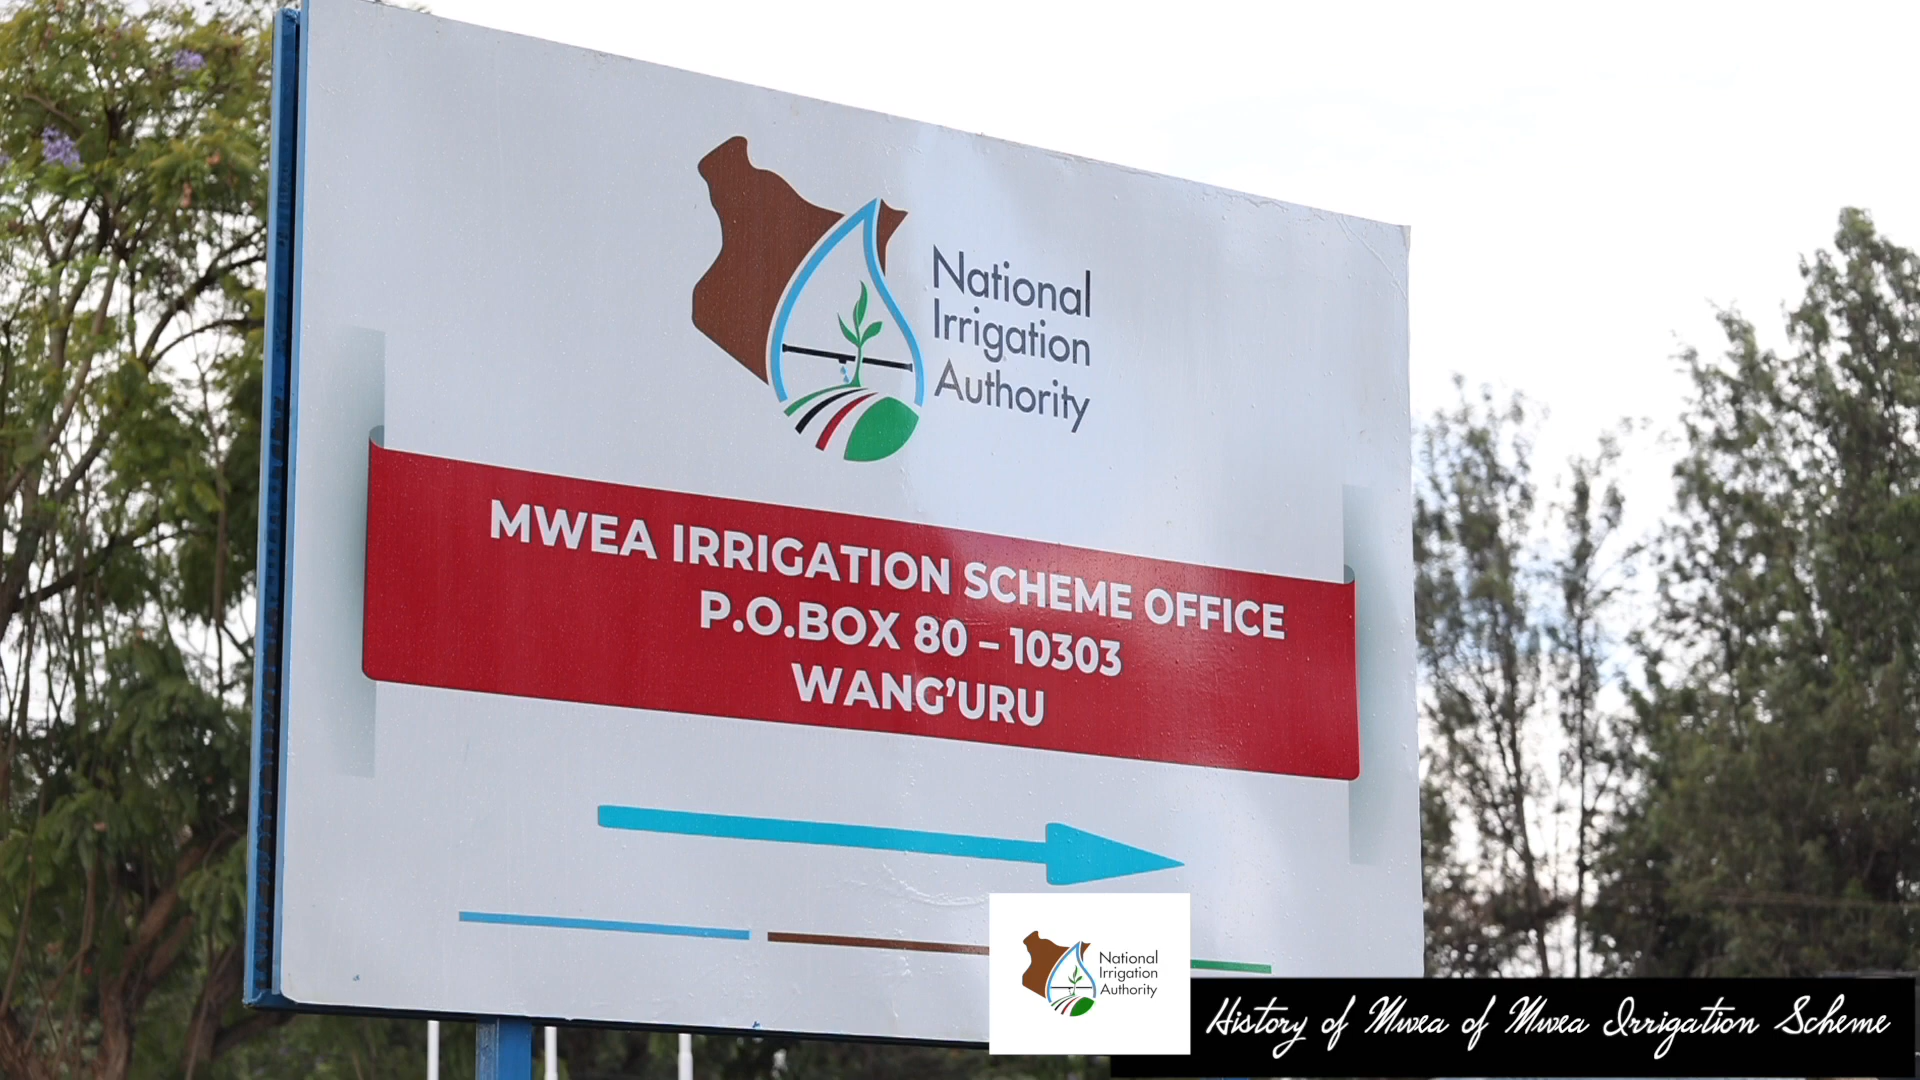 National
Irrigation
Authority
MWEA IRRIGATION SCHEME OFFICE
P.O.BOX 80 – 10303
WANG’URU
National
Irrigation
Authority
History of Mwea of Mwea Irrigation Scheme